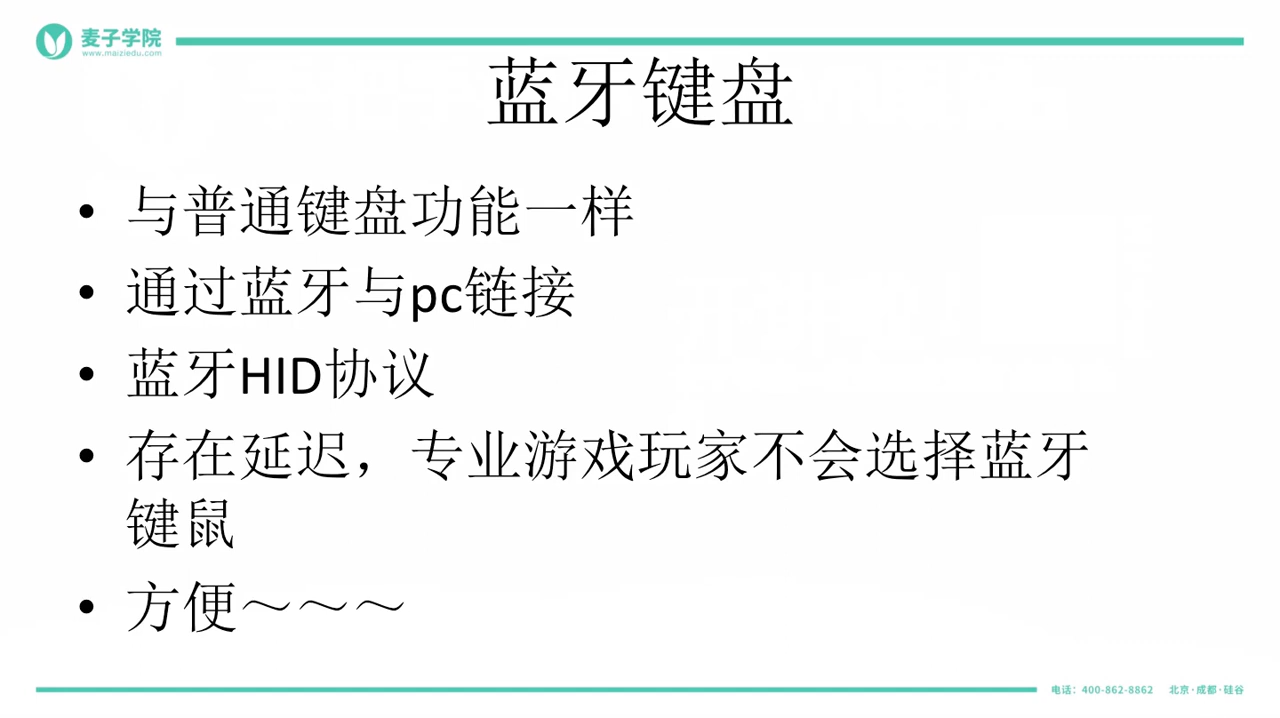 麦子学院
www.maiziedu.com
蓝牙键盘
• 与普通键盘功能一样
• 通过蓝牙与pc链接
• 蓝牙HID协议
• 存在延迟，专业游戏玩家不会选择蓝牙
键鼠
• 方便～～～
电话：400-862-8862 北京·成都·硅谷